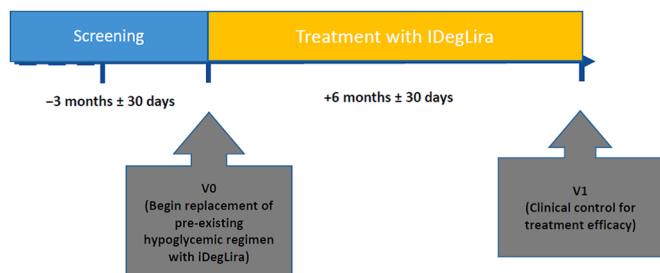 Screening
Treatment with IDegLira
−3 months ± 30 days
+6 months ± 30 days
V0
(Begin replacement of
pre-existing
hypoglycemic regimen
with iDegLira)
V1
(Clinical control for
treatment efficacy)